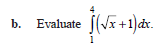 b. Evaluate ∫₁⁴(√x + 1)dx.